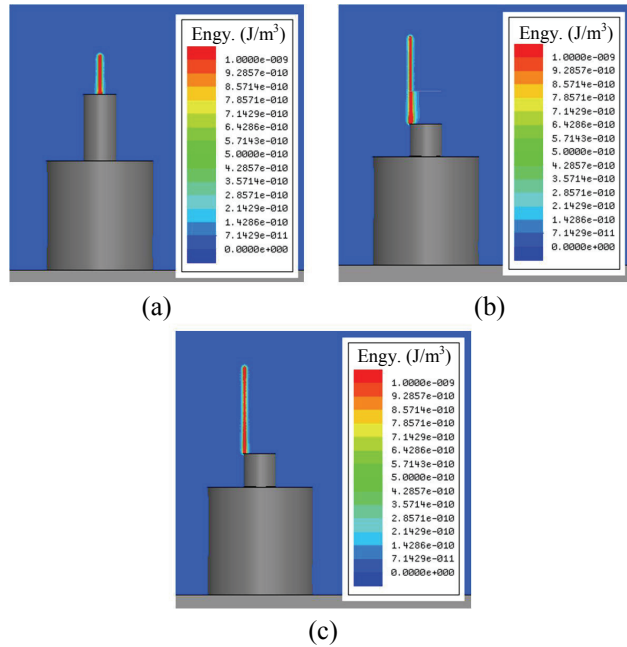 Engy. (J/m³)
1.0000e-009
9.2857e-010
8.5714e-010
7.8571e-010
7.1429e-010
6.4286e-010
5.7143e-010
5.0000e-010
4.2857e-010
3.5714e-010
2.8571e-010
2.1429e-010
1.4286e-010
7.1429e-011
0.0000e+000
(a)
Engy. (J/m³)
1.0000e-009
9.2857e-010
8.5714e-010
7.8571e-010
7.1429e-010
6.4286e-010
5.7143e-010
5.0000e-010
4.2857e-010
3.5714e-010
2.8571e-010
2.1429e-010
1.4286e-010
7.1429e-011
0.0000e+000
(b)
Engy. (J/m³)
1.0000e-009
9.2857e-010
8.5714e-010
7.8571e-010
7.1429e-010
6.4286e-010
5.7143e-010
5.0000e-010
4.2857e-010
3.5714e-010
2.8571e-010
2.1429e-010
1.4286e-010
7.1429e-011
0.0000e+000
(c)